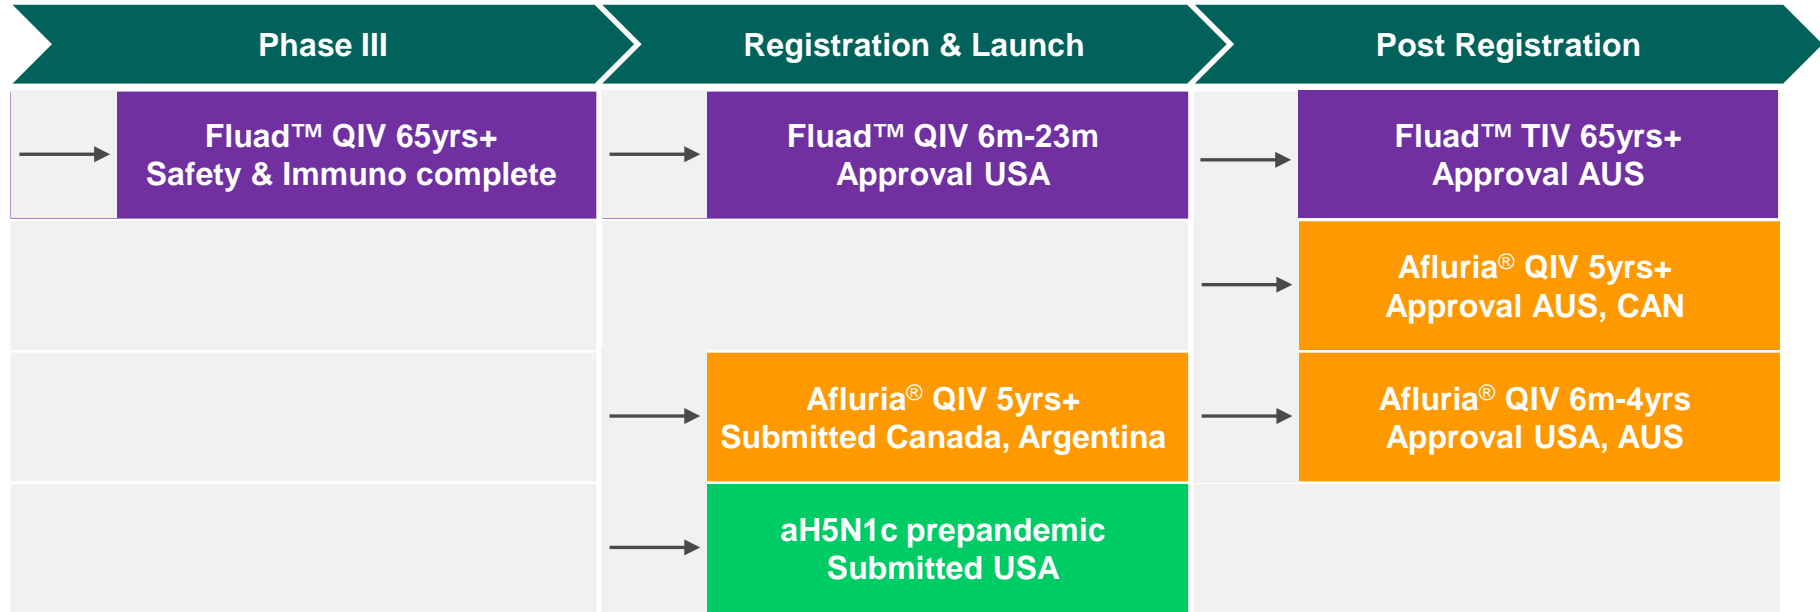 Phase III
Registration & Launch
Post Registration
Fluad™ QIV 65yrs+
Safety & Immuno complete
Fluad™ QIV 6m-23m
Approval USA
Fluad™ TIV 65yrs+
Approval AUS
Afluria® QIV 5yrs+
Approval AUS, CAN
Afluria® QIV 5yrs+
Submitted Canada, Argentina
Afluria® QIV 6m-4yrs
Approval USA, AUS
aH5N1c prepandemic
Submitted USA